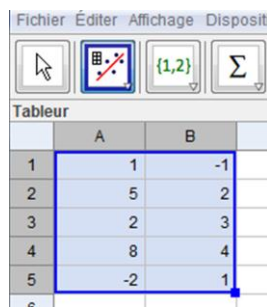 Fichier Éditer Affichage Disposit
{1,2} Σ
Tableur
A B
1 1 -1
2 5 2
3 2 3
4 8 4
5 -2 1